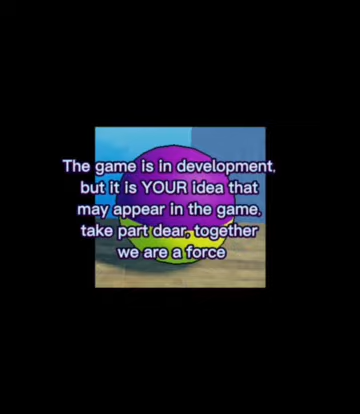 The game is in development,
but it is YOUR idea that
may appear in the game,
take part dear, together
we are a force